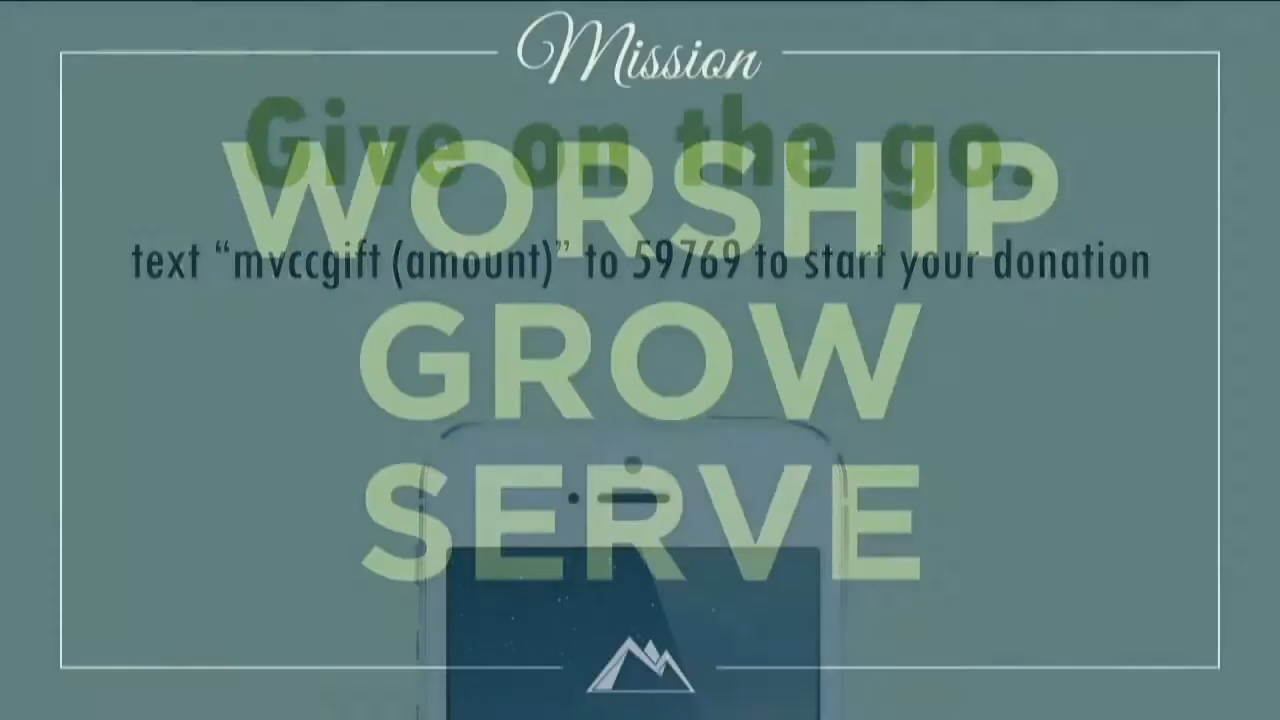 Mission
Give on the go.
WORSHIP
text “mvccgift (amount)” to 59769 to start your donation
GROW
SERVE